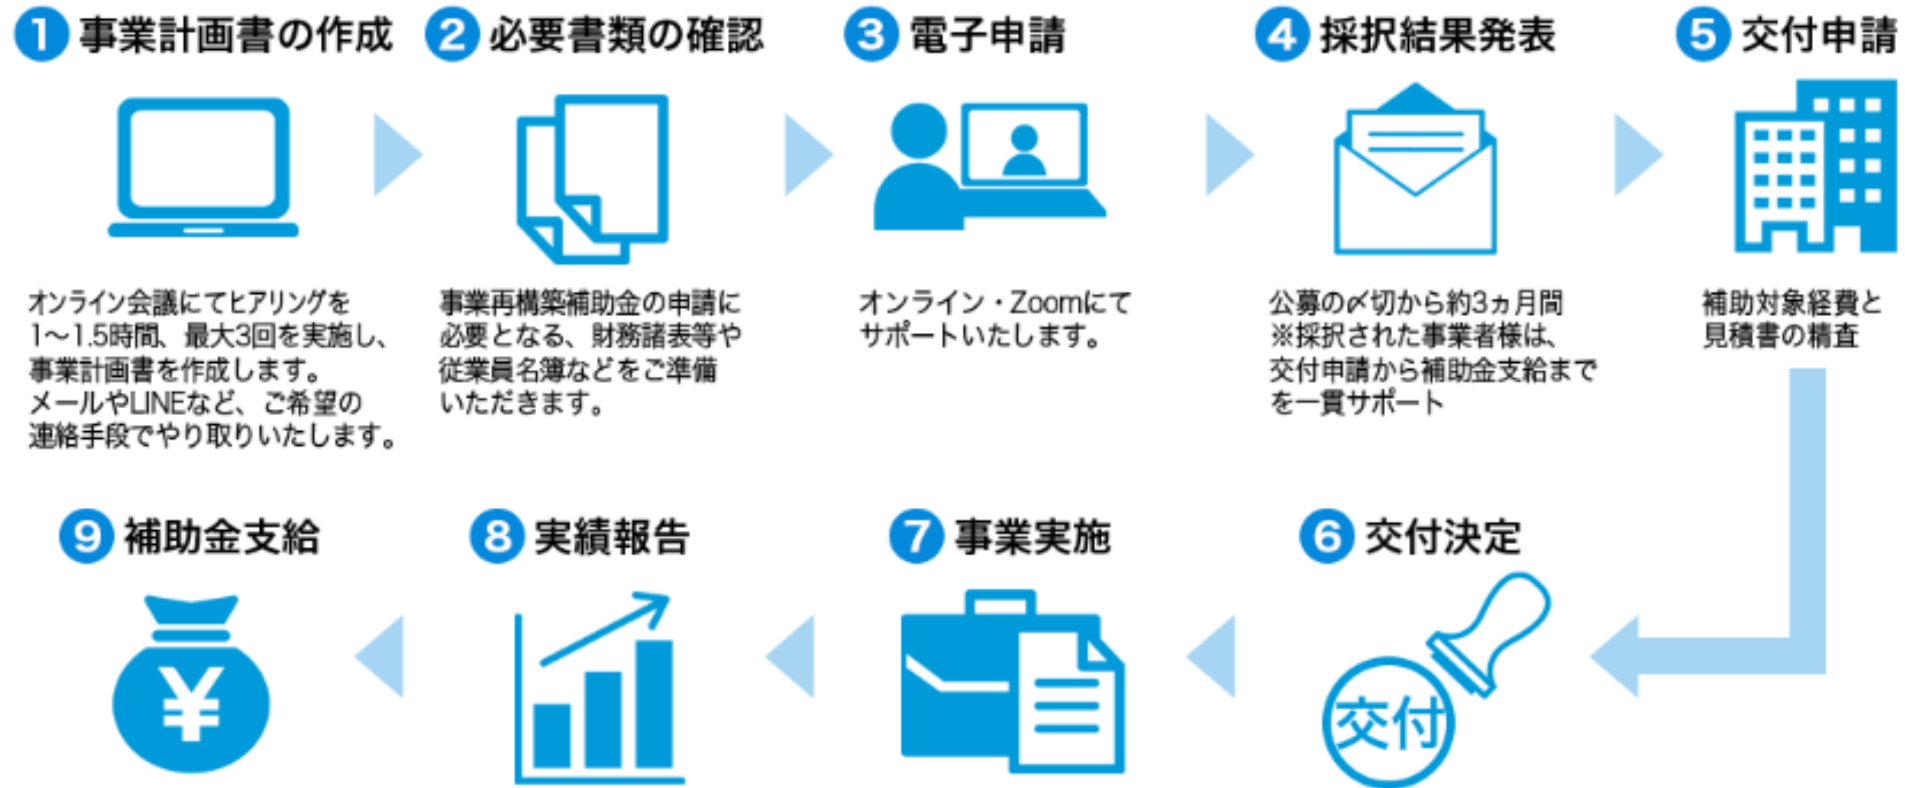 1 事業計画書の作成
オンライン会議にてヒアリングを
1～1.5時間、最大3回を実施し、
事業計画書を作成します。
メールやLINEなど、ご希望の
連絡手段でやり取りいたします。
2 必要書類の確認
事業再構築補助金の申請に
必要となる、財務諸表等や
従業員名簿などをご準備
いただきます。
3 電子申請
オンライン・Zoomにて
サポートいたします。
4 採択結果発表
公募の〆切から約3ヵ月間
※採択された事業者様は、
交付申請から補助金支給まで
を一貫サポート
5 交付申請
補助対象経費と
見積書の精査
6 交付決定
交付
7 事業実施
8 実績報告
9 補助金支給
¥